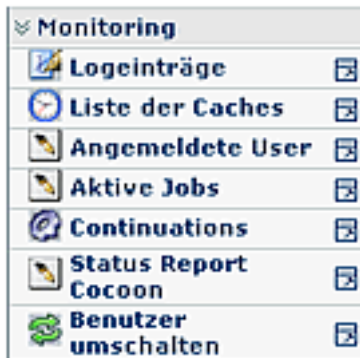 Monitoring
Logeinträge
Liste der Caches
Angemeldete User
Aktive Jobs
Continuations
Status Report
Cocoon
Benutzer
umschalten